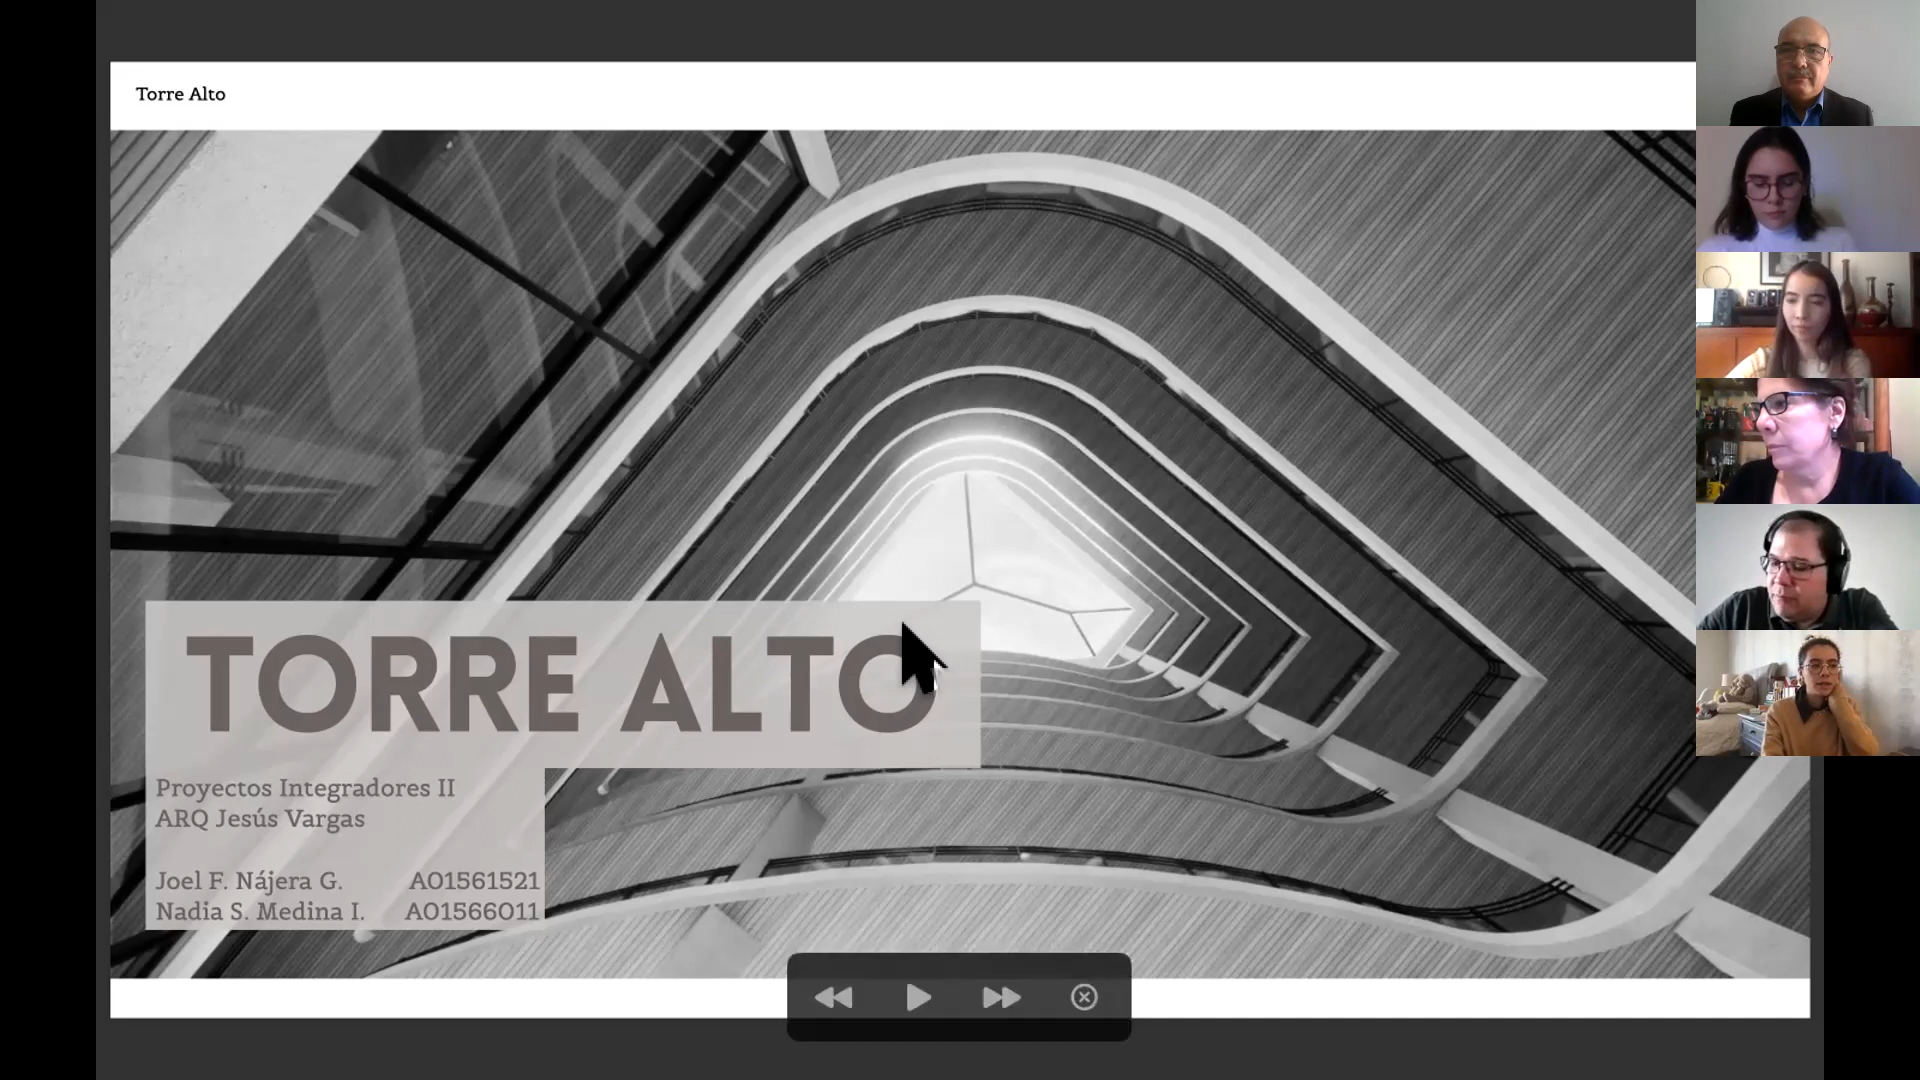 Torre Alto
TORRE ALTO
Proyectos Integradores II
ARQ Jesús Vargas
Joel F. Nájera G. A01561521
Nadia S. Medina I. A01566011